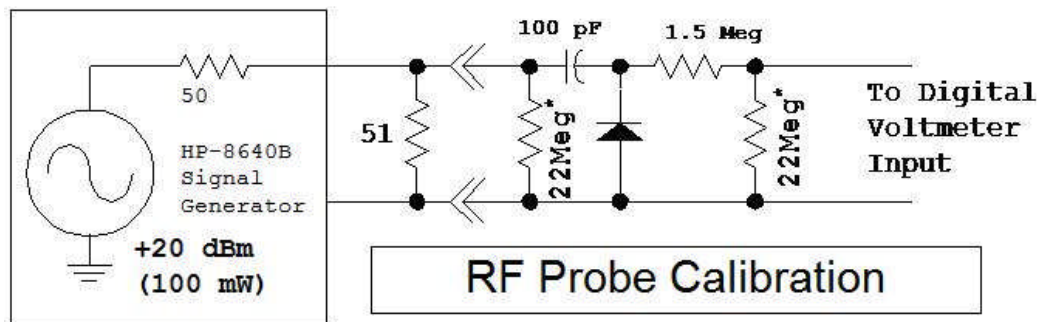 50
HP-8640B
Signal
Generator
+20 dBm
(100 mW)
51
22Meg*
100 pF
1.5 Meg
22Meg*
To Digital
Voltmeter
Input
RF Probe Calibration